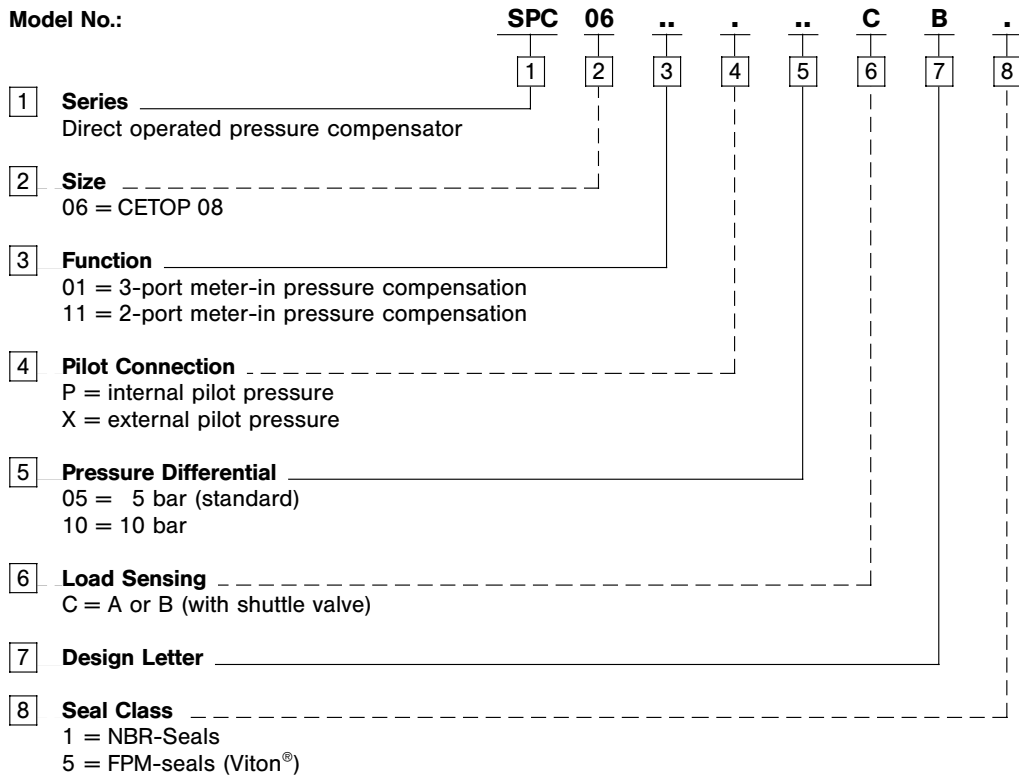 Model No.: SPC 06 .. . .. C B .
1 2 3 4 5 6 7 8
1 Series
Direct operated pressure compensator
2 Size
06 = CETOP 08
3 Function
01 = 3-port meter-in pressure compensation
11 = 2-port meter-in pressure compensation
4 Pilot Connection
P = internal pilot pressure
X = external pilot pressure
5 Pressure Differential
05 = 5 bar (standard)
10 = 10 bar
6 Load Sensing
C = A or B (with shuttle valve)
7 Design Letter
8 Seal Class
1 = NBR-Seals
5 = FPM-seals (Viton®)